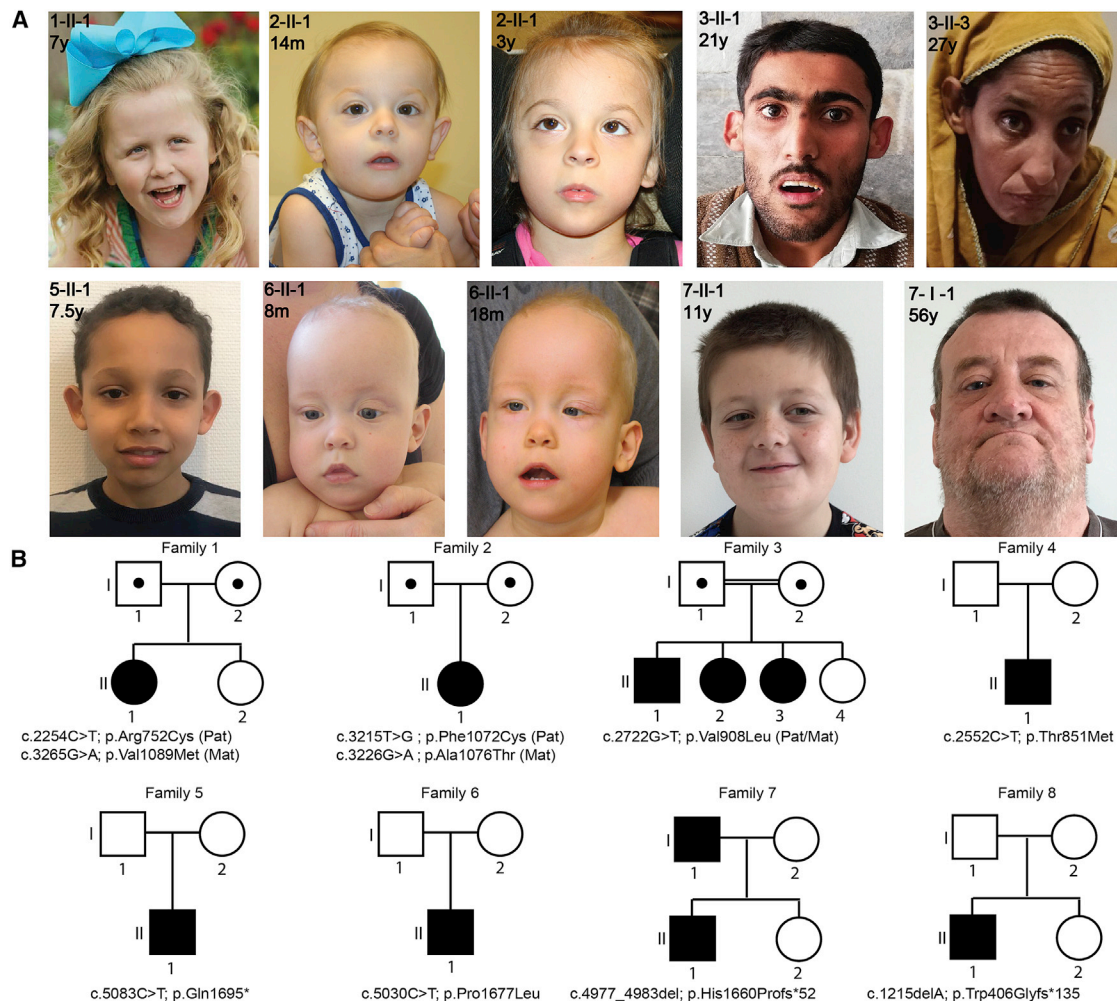 A
1-II-1
7y
2-II-1
14m
2-II-1
3y
3-II-1
21y
3-II-3
27y
5-II-1
7.5y
6-II-1
8m
6-II-1
18m
7-II-1
11y
7- I -1
56y
B
Family 1
I
1
2
II
1
2
c.2254C>T; p.Arg752Cys (Pat)
c.3265G>A; p.Val1089Met (Mat)
Family 2
I
1
2
II
1
c.3215T>G ; p.Phe1072Cys (Pat)
c.3226G>A ; p.Ala1076Thr (Mat)
Family 3
I
1
2
II
1
2
3
4
c.2722G>T; p.Val908Leu (Pat/Mat)
Family 4
I
1
2
II
1
c.2552C>T; p.Thr851Met
Family 5
I
1
2
II
1
c.5083C>T; p.Gln1695*
Family 6
I
1
2
II
1
c.5030C>T; p.Pro1677Leu
Family 7
I
1
2
II
1
2
c.4977_4983del; p.His1660Profs*52
Family 8
I
1
2
II
1
2
c.1215delA; p.Trp406Glyfs*135